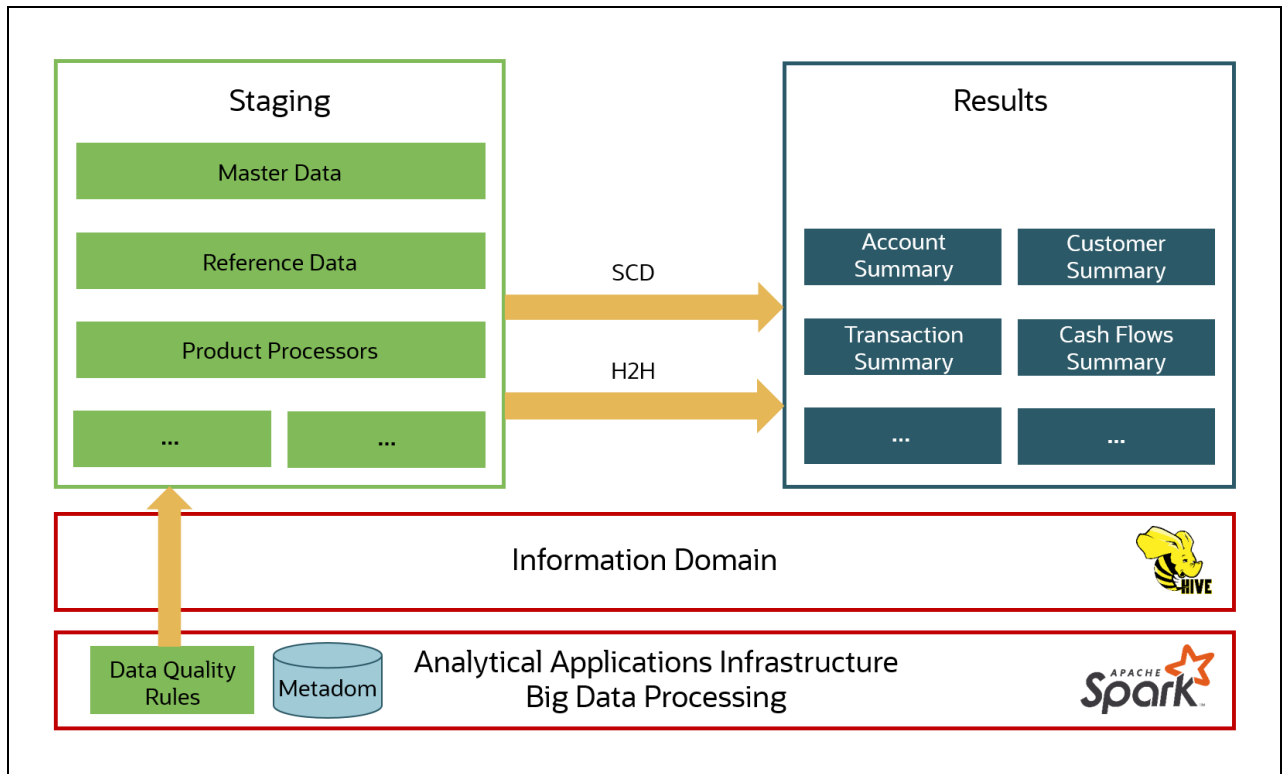 Staging
Master Data
Reference Data
Product Processors
...
...
SCD
H2H
Results
Account
Summary
Customer
Summary
Transaction
Summary
Cash Flows
Summary
...
...
Information Domain
HIVE
Data Quality
Rules
Metadom
Analytical Applications Infrastructure
Big Data Processing
APACHE
Spark™